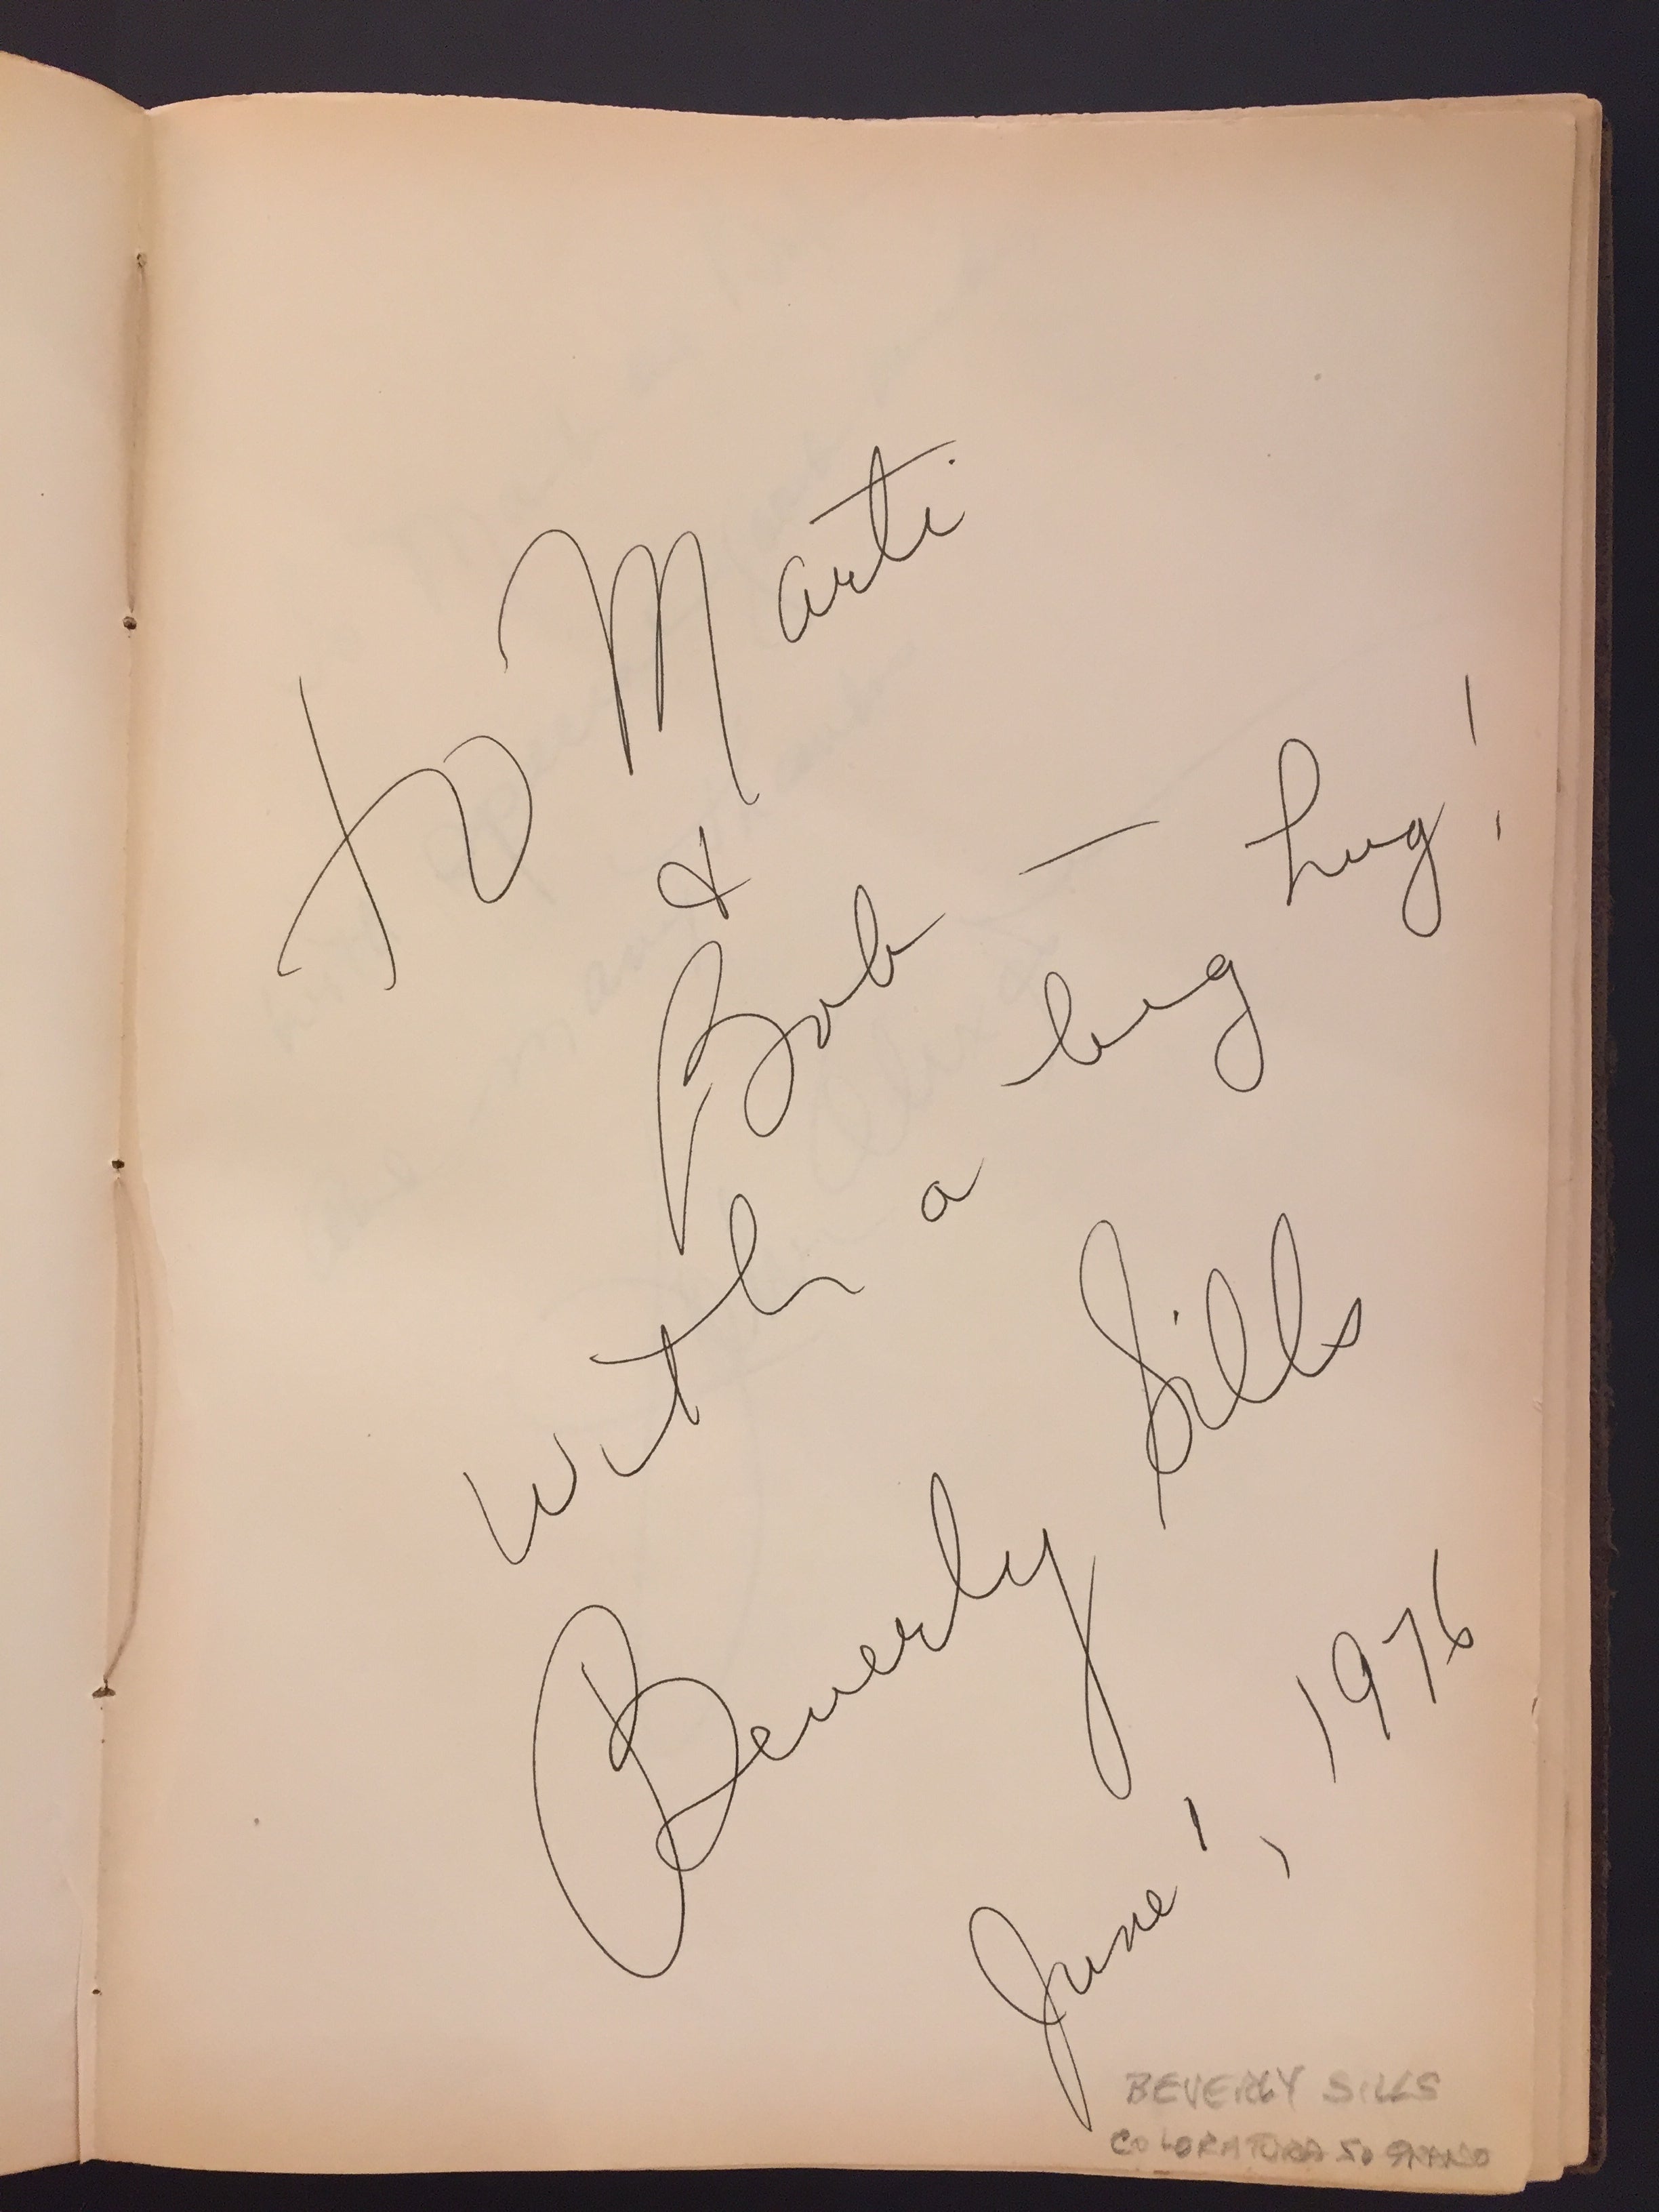 To Marti
&
Bob —
with a big hug!
Beverly Sills
June 1, 1976
BEVERLY SILLS
COLORATURA SOPRANO